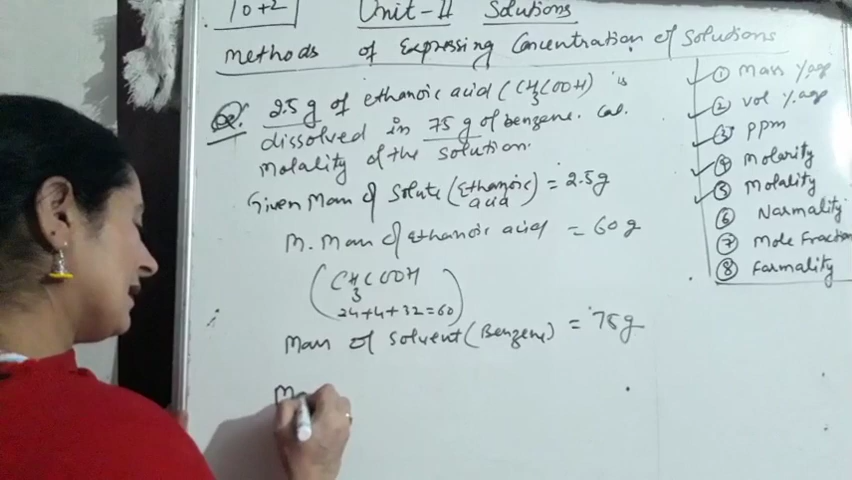 10+2 Unit-II Solutions
Methods of Expressing Concentration of Solutions
Q. 2.5 g of ethanoic acid (CH3COOH) is
dissolved in 75 g of benzene. Cal.
Molality of the solution.
Given Mass of Solute (Ethanoic acid) = 2.5g
M. Mass of ethanoic acid = 60 g
(CH3COOH
24+4+32=60)
Mass of Solvent (Benzene) = 75g
① Mass %age
② Vol %age
③ ppm
④ Molarity
⑤ Molality
⑥ Normality
⑦ Mole Fraction
⑧ Formality